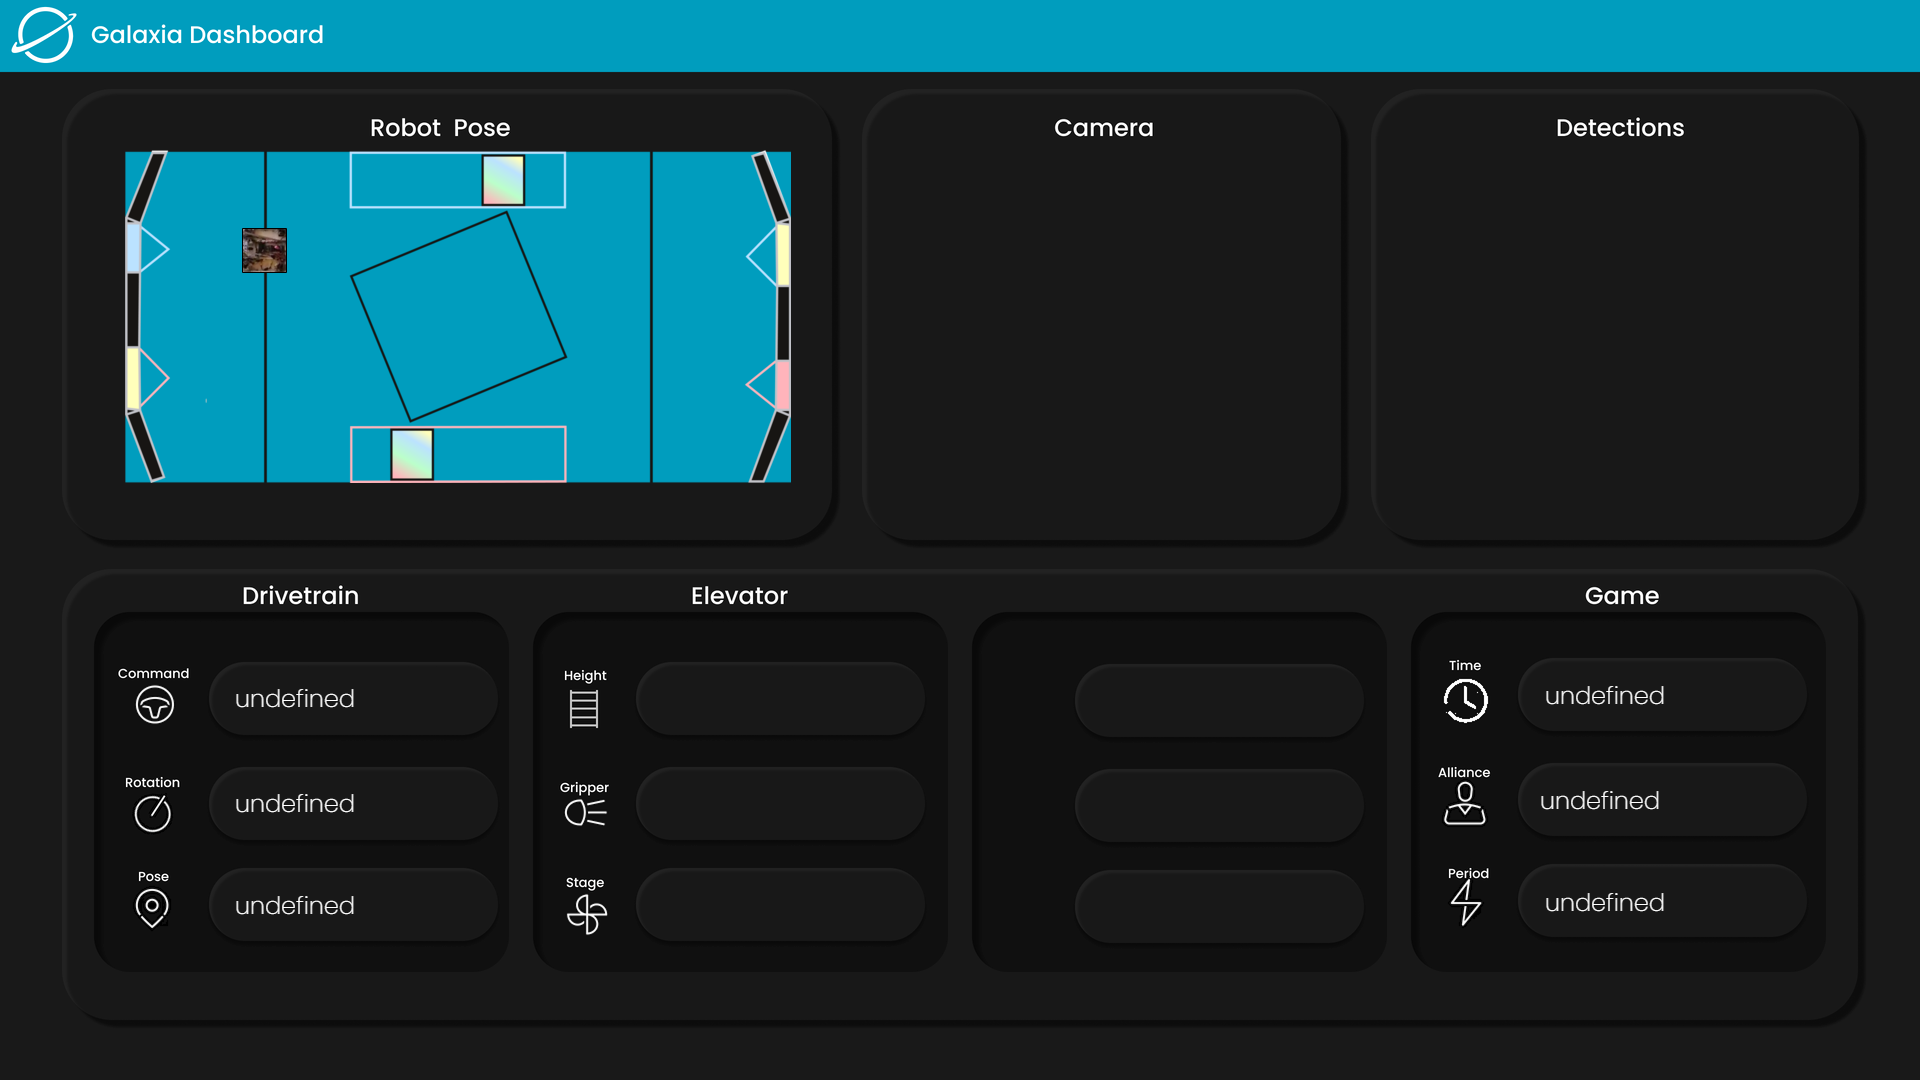 Galaxia Dashboard
Robot Pose
Camera
Detections
Drivetrain
Elevator
Game
Command
undefined
Rotation
undefined
Pose
undefined
Height
Gripper
Stage
Time
undefined
Alliance
undefined
Period
undefined